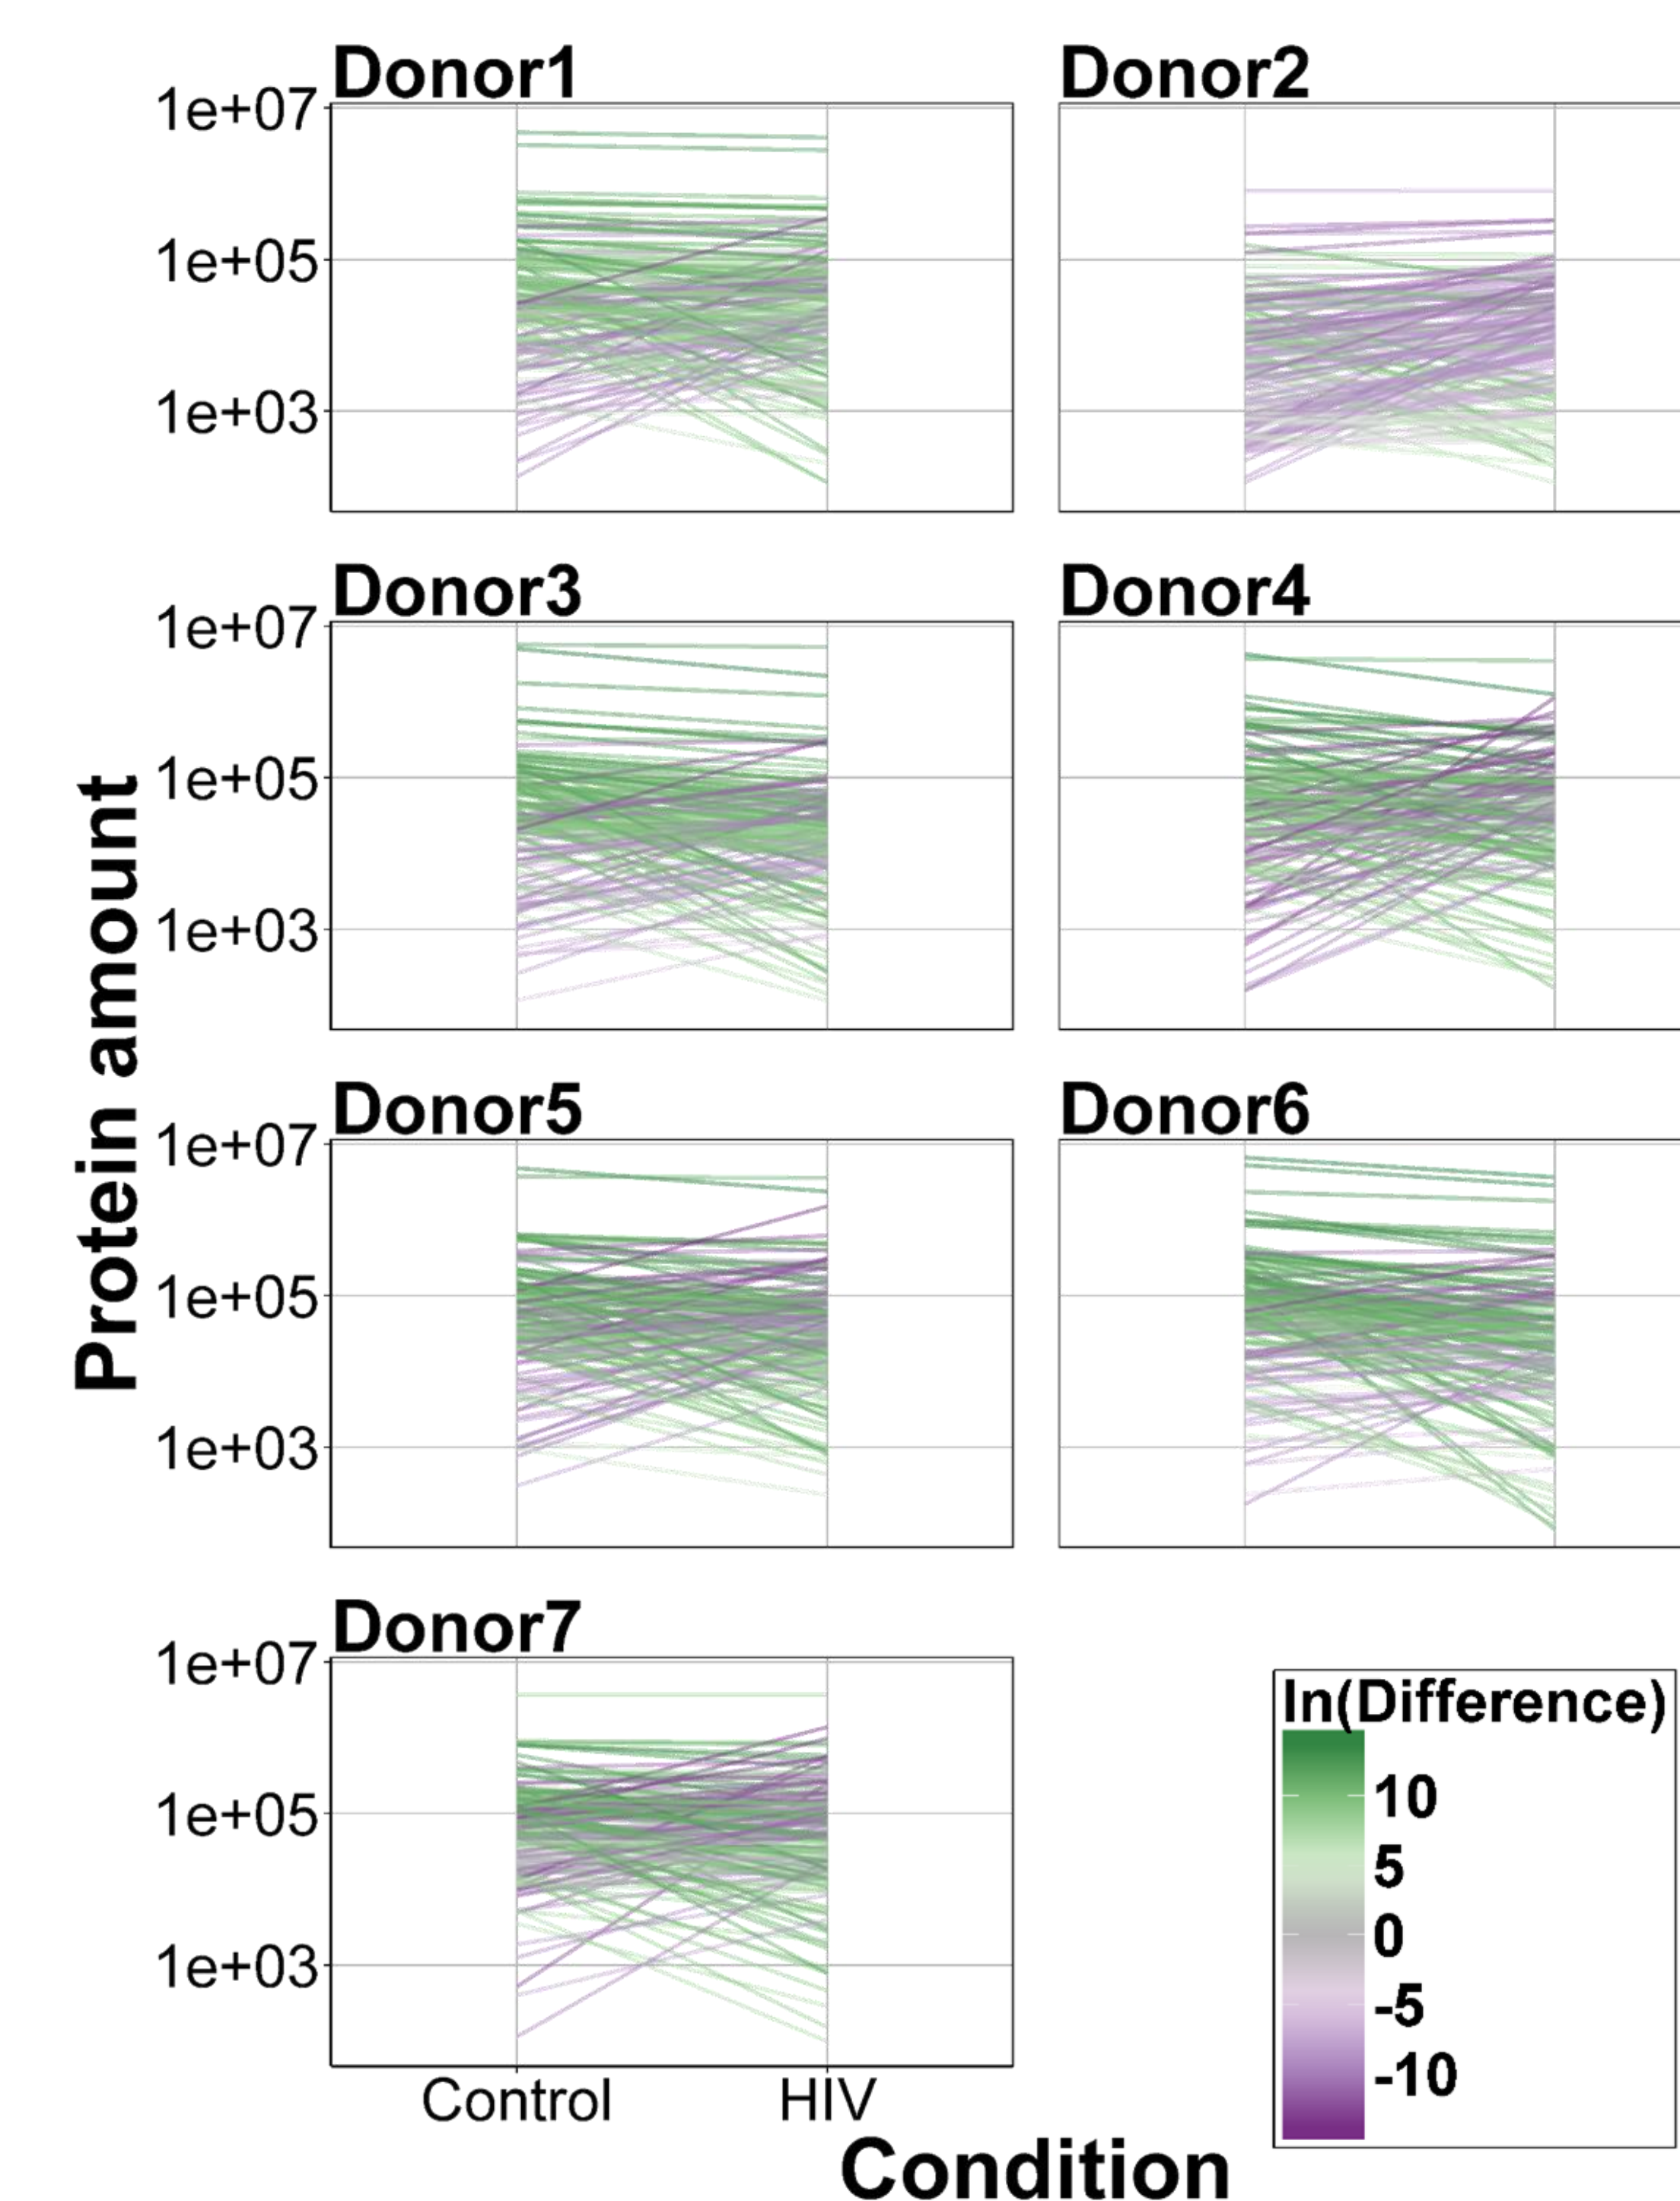 Donor1
Donor2
1e+07
1e+05
1e+03
Donor3
Donor4
1e+07
1e+05
1e+03
Donor5
Donor6
1e+07
1e+05
1e+03
Donor7
1e+07
1e+05
1e+03
Protein amount
Control
HIV
Condition
ln(Difference)
10
5
0
-5
-10